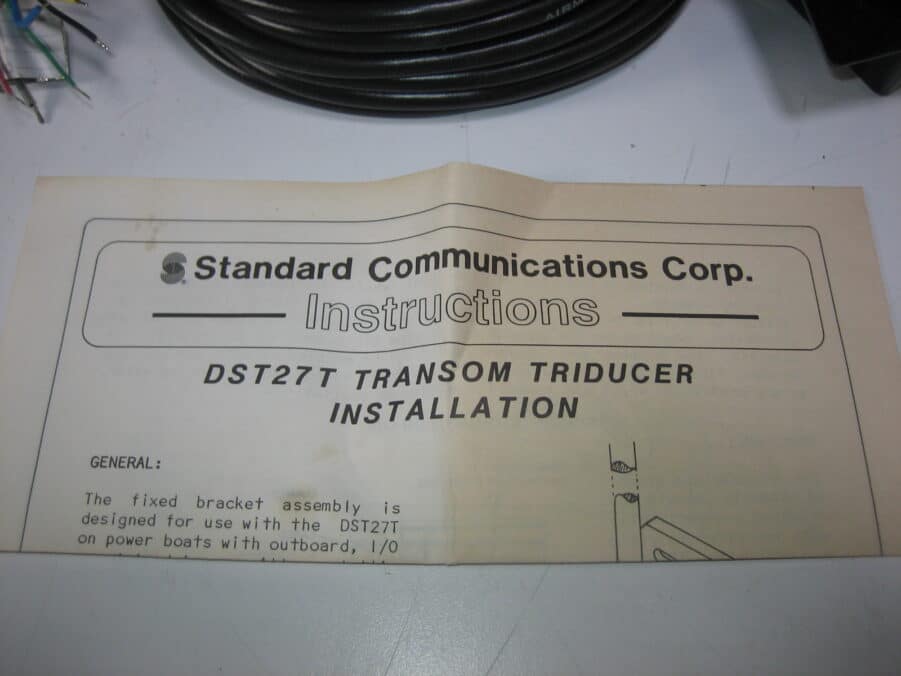 AIRM
Standard Communications Corp.
Instructions
DST27T TRANSOM TRIDUCER
INSTALLATION
GENERAL:
The fixed bracket assembly is
designed for use with the DST27T
on power boats with outboard, I/O